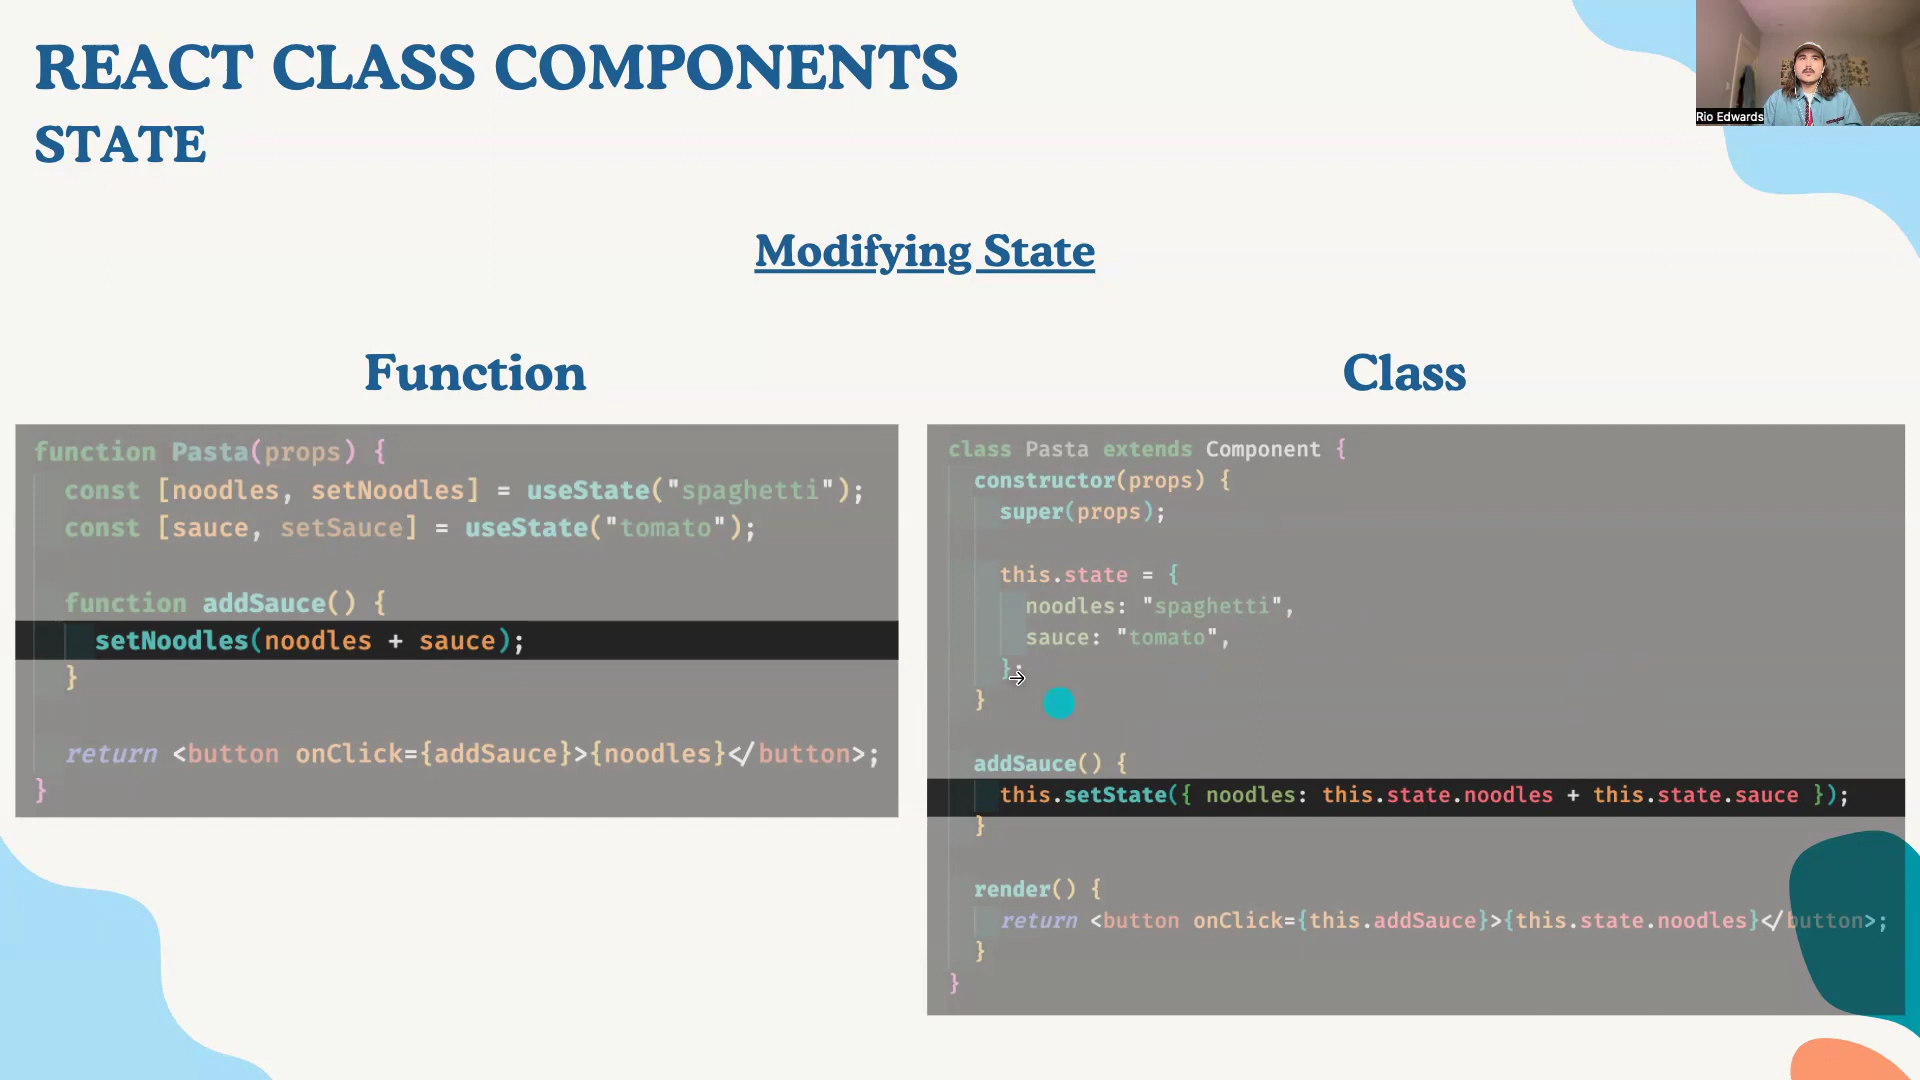 REACT CLASS COMPONENTS
STATE
Rio Edwards
Modifying State
Function
function Pasta(props) {
const [noodles, setNoodles] = useState("spaghetti");
const [sauce, setSauce] = useState("tomato");
function addSauce() {
setNoodles(noodles + sauce);
}
return <button onClick={addSauce}>{noodles}</button>;
}
Class
class Pasta extends Component {
constructor(props) {
super(props);
this.state = {
noodles: "spaghetti",
sauce: "tomato",
};
}
addSauce() {
this.setState({ noodles: this.state.noodles + this.state.sauce });
}
render() {
return <button onClick={this.addSauce}>{this.state.noodles}</button>;
}
}